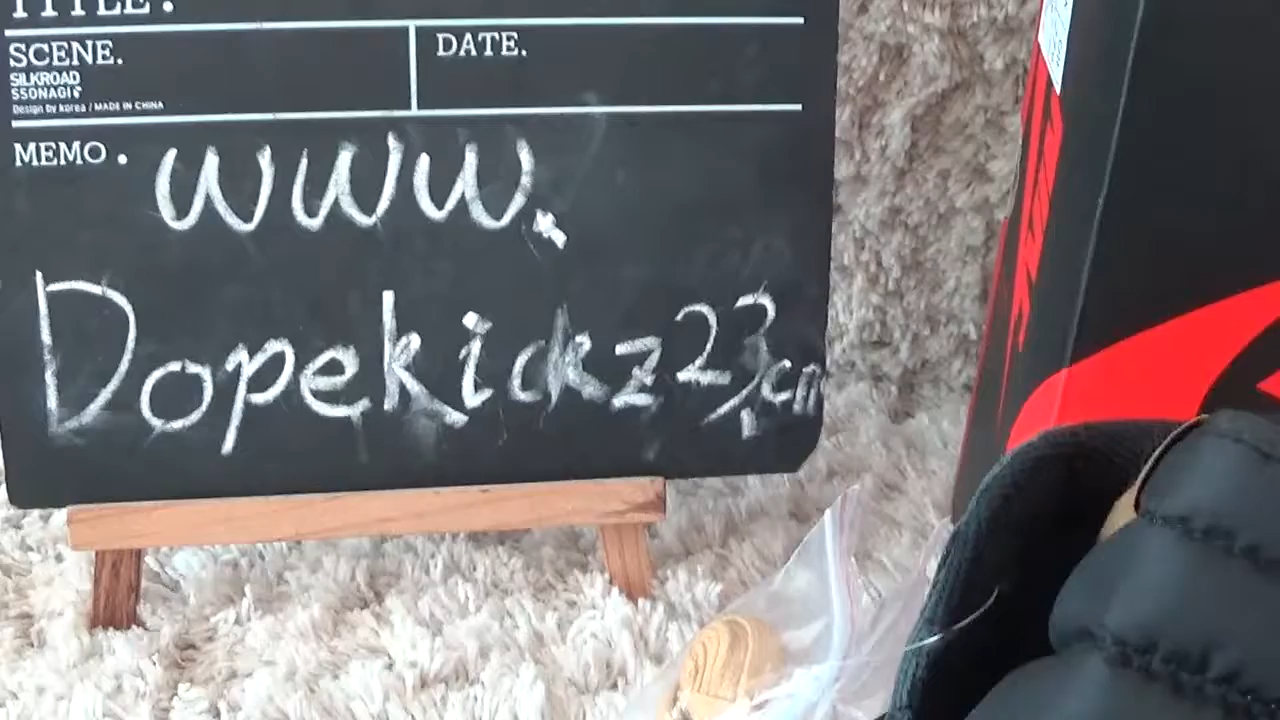 TITLE.
SCENE.
DATE.
SILKROAD
SSONAGI
Design by korea / MADE IN CHINA
MEMO.
www.
Dopekickz23.cn